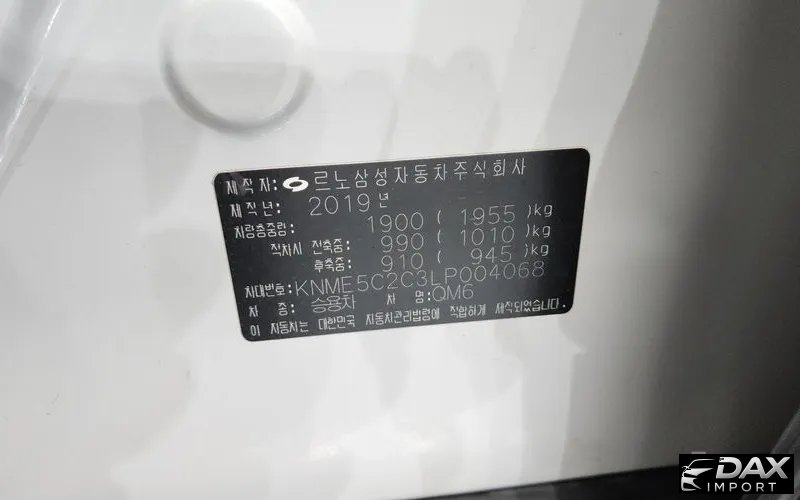 제작자: 르노삼성자동차주식회사
제작년: 2019년
차량총중량: 1900 ( 1955 )kg
적차시 전축중: 990 ( 1010 )kg
후축중: 910 ( 945 )kg
차대번호: KNME5C2C3LP004068
차 종: 승용차 차 명: QM6
이 자동차는 대한민국 자동차관리법령에 적합하게 제작되었습니다.
DAX
IMPORT